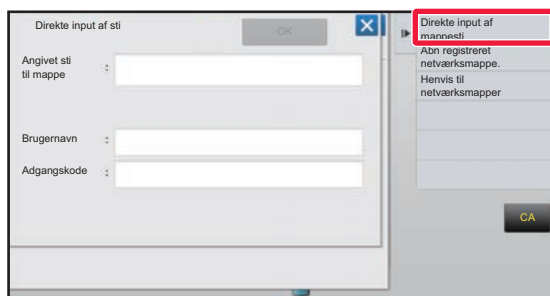 Direkte input af sti
OK
Angivet sti
til mappe :
Brugernavn :
Adgangskode :
Direkte input af
mappesti
Åbn registreret
netværksmappe.
Henvis til
netværksmapper
CA